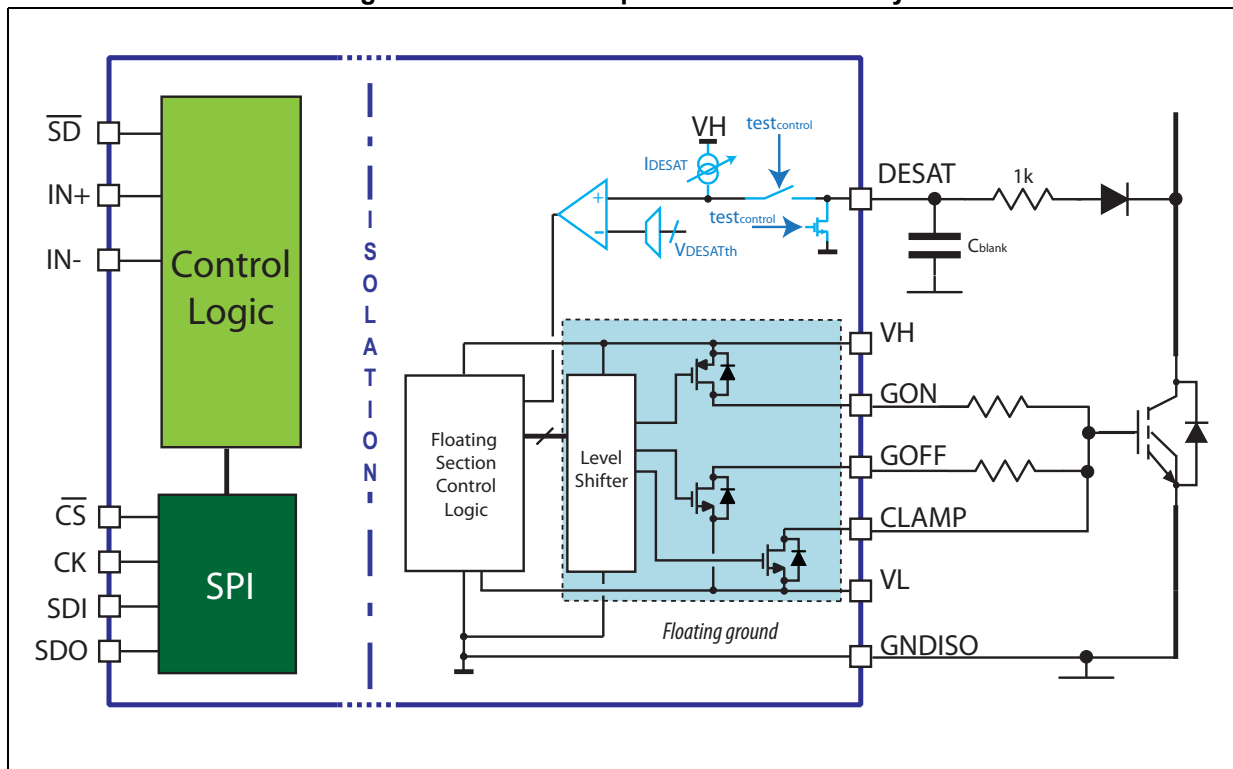 SD
IN+
IN-
Control
Logic
CS
CK
SDI
SDO
SPI
ISOLATION
VH
testcontrol
IDESAT
testcontrol
VDESATth
DESAT
1k
Cblank
VH
GON
GOFF
CLAMP
VL
GNDISO
Floating
Section
Control
Logic
Level
Shifter
Floating ground